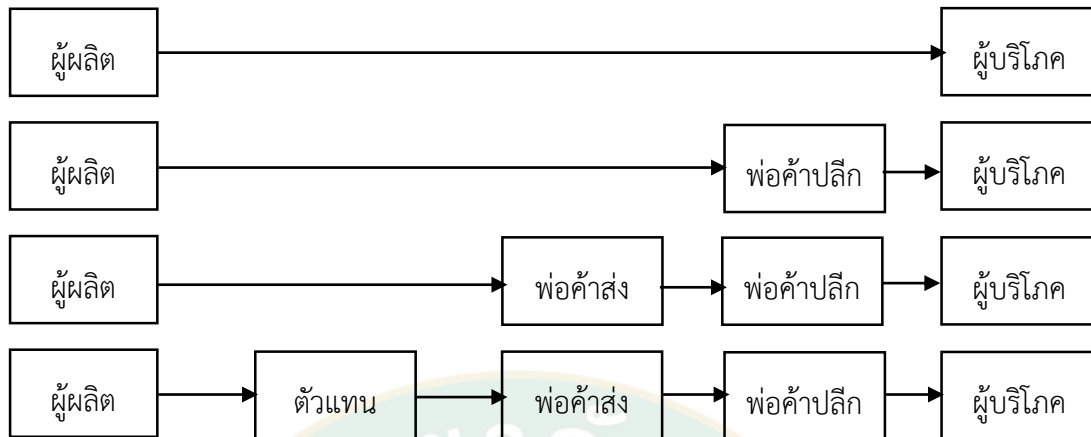 ผู้ผลิต ผู้บริโภค
ผู้ผลิต พ่อค้าปลีก ผู้บริโภค
ผู้ผลิต พ่อค้าส่ง พ่อค้าปลีก ผู้บริโภค
ผู้ผลิต ตัวแทน พ่อค้าส่ง พ่อค้าปลีก ผู้บริโภค